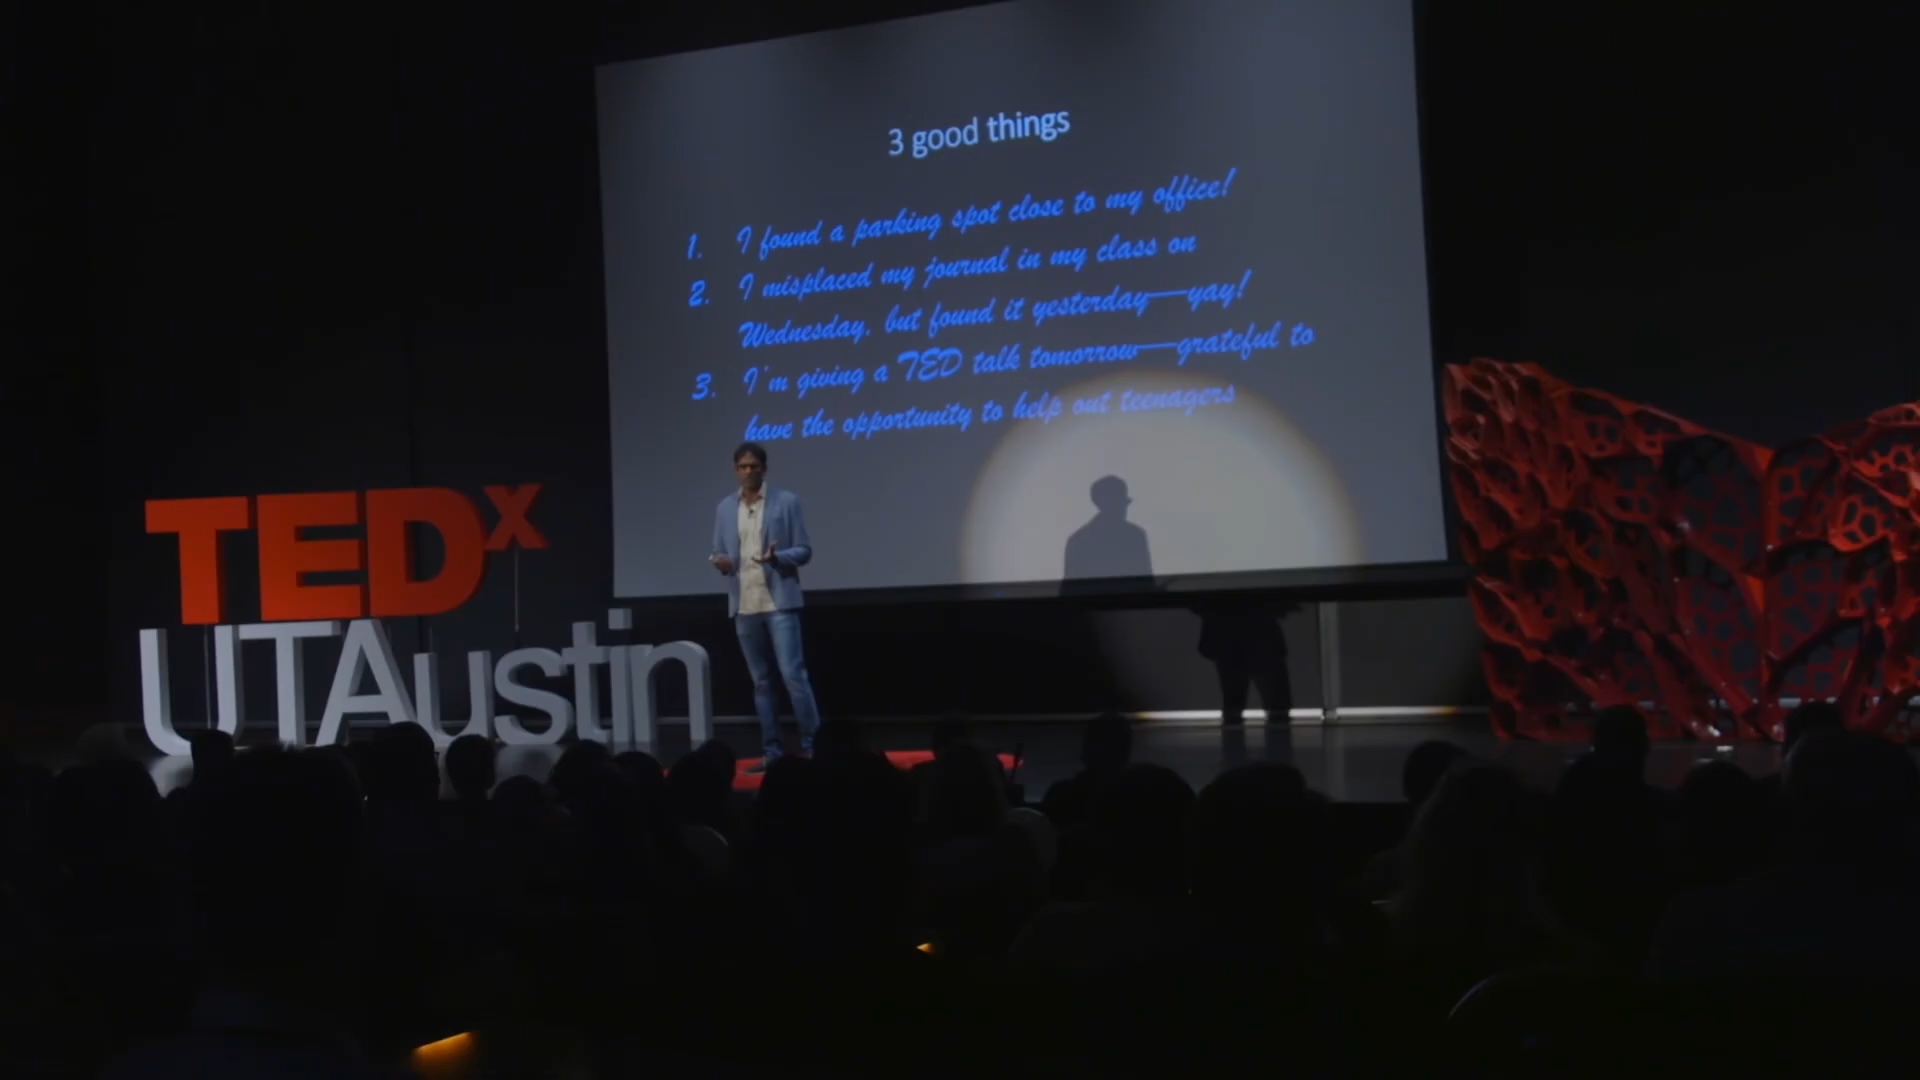 3 good things
1. I found a parking spot close to my office!
2. I misplaced my journal in my class on
Wednesday, but found it yesterday—yay!
3. I'm giving a TED talk tomorrow—grateful to
have the opportunity to help out teenagers
TEDx
UTAustin